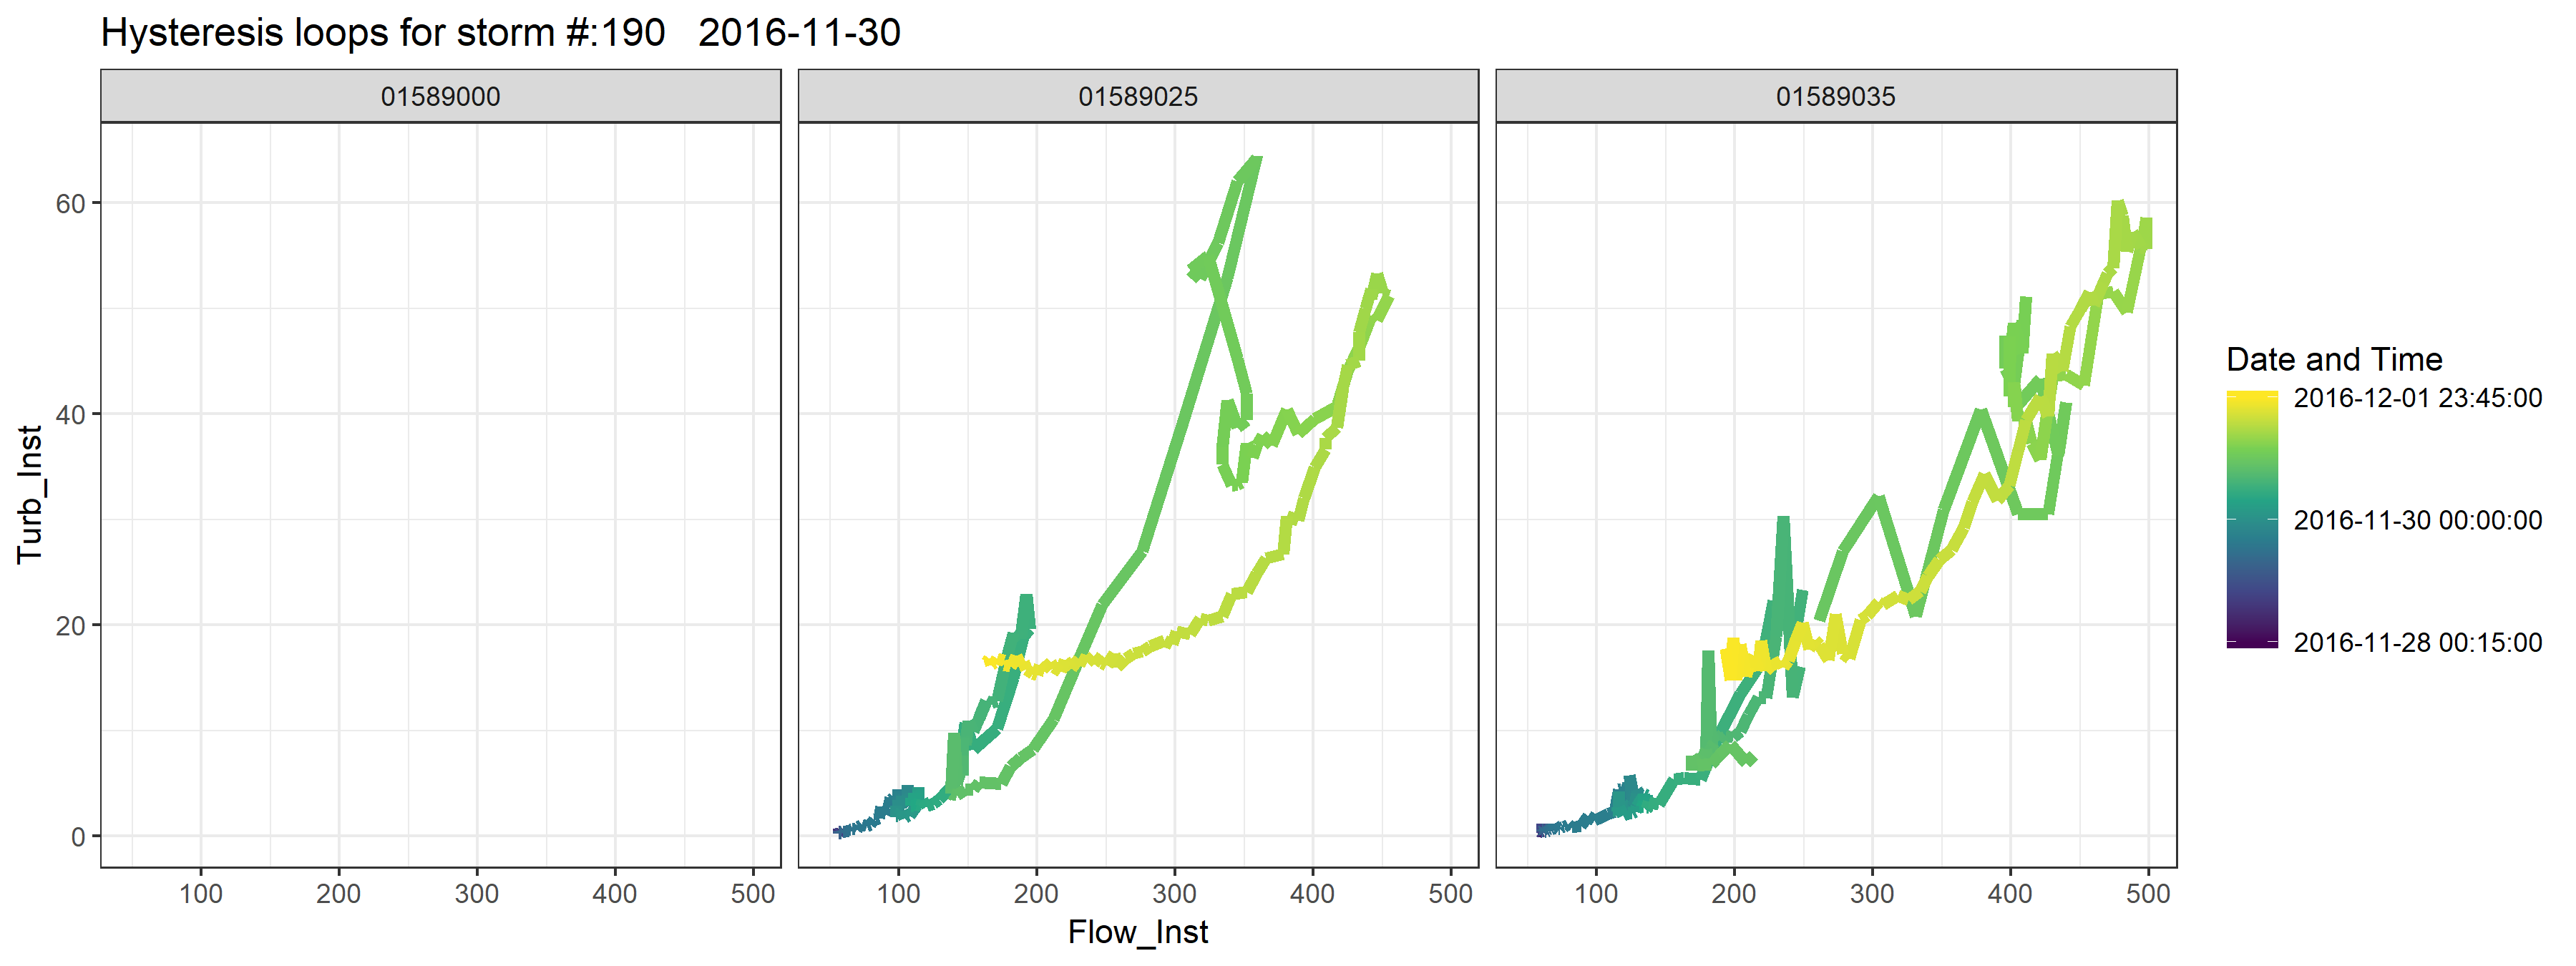 Hysteresis loops for storm #:190   2016-11-30
01589000
01589025
01589035
Turb_Inst
60
40
20
0
100 200 300 400 500
100 200 300 400 500
100 200 300 400 500
Flow_Inst
Date and Time
2016-12-01 23:45:00
2016-11-30 00:00:00
2016-11-28 00:15:00